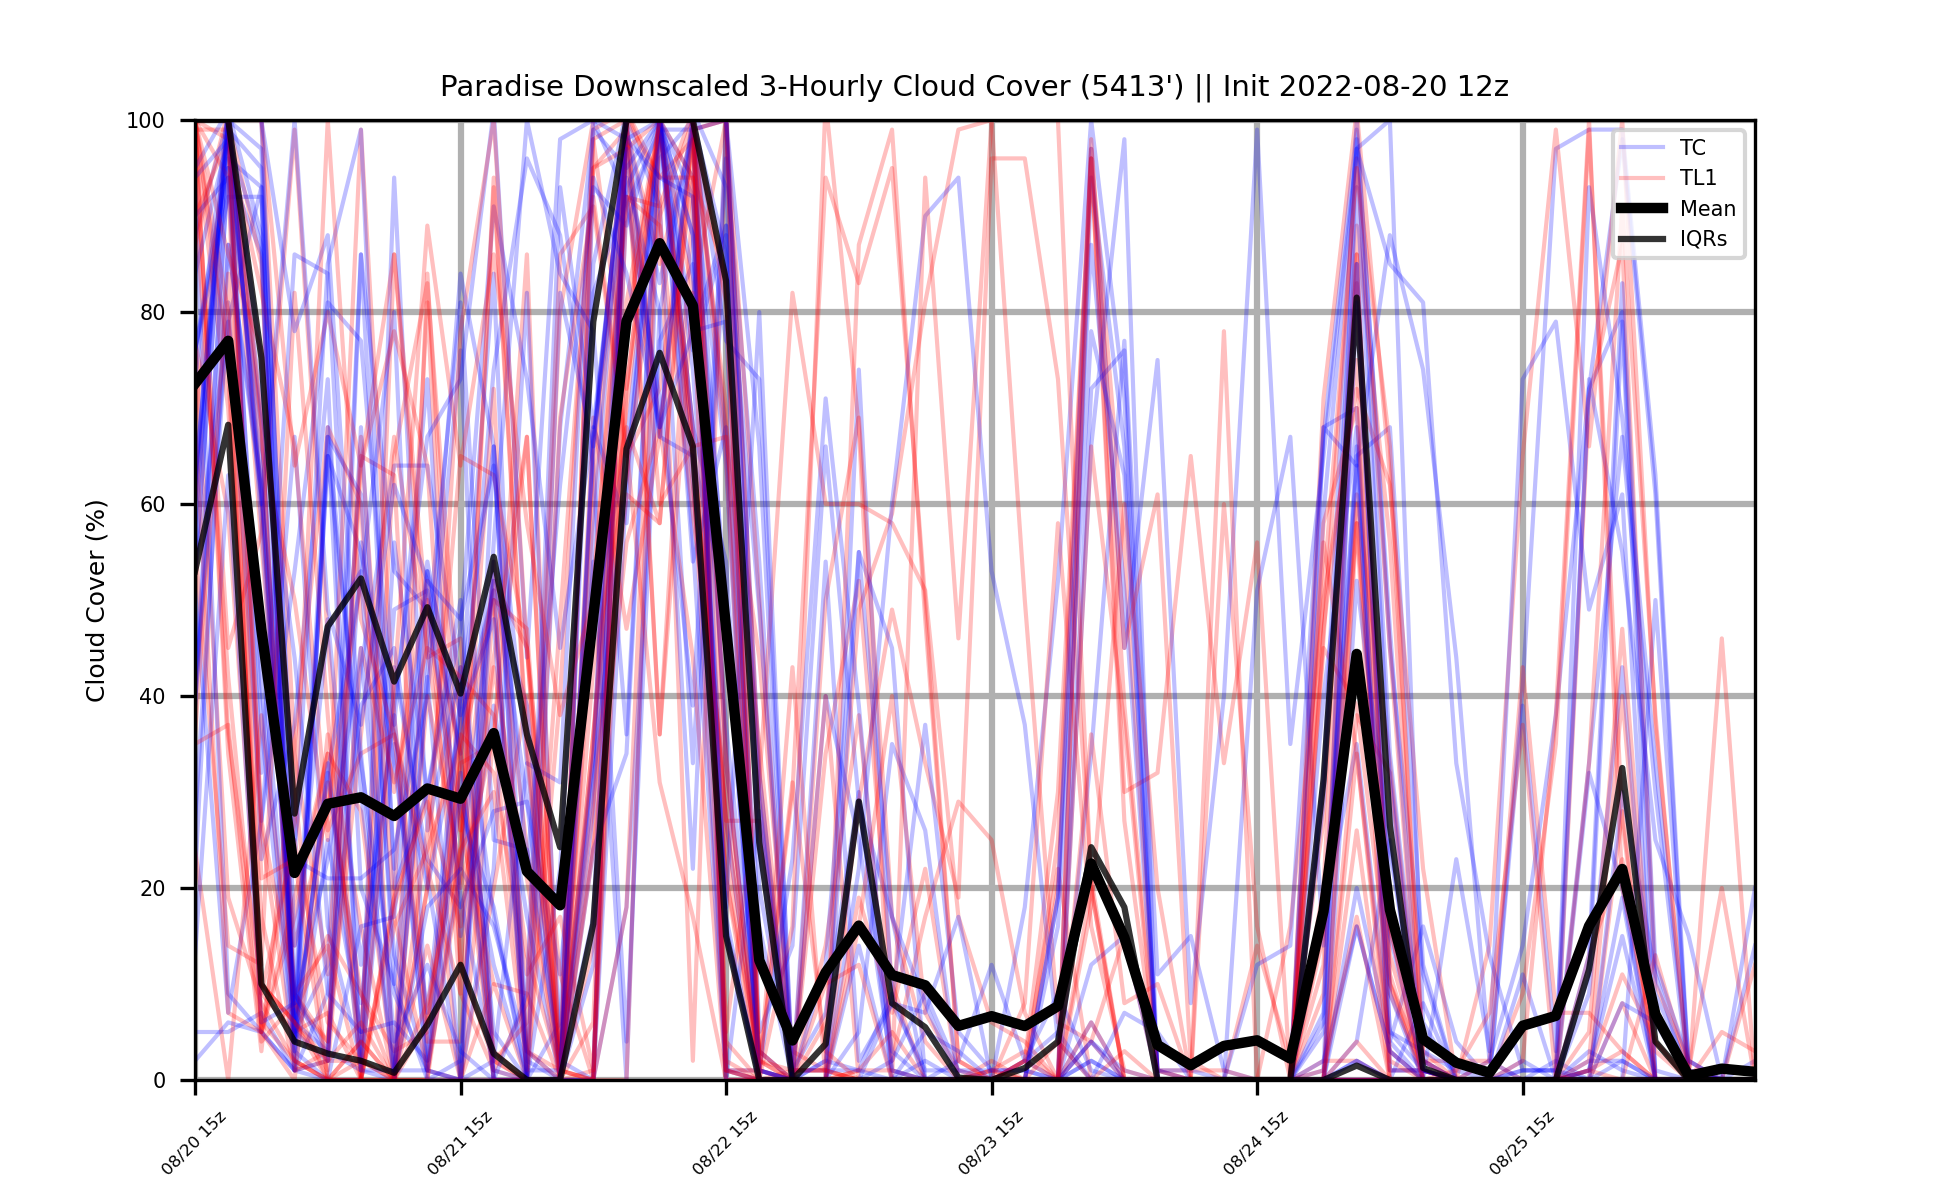 Paradise Downscaled 3-Hourly Cloud Cover (5413') || Init 2022-08-20 12z
TC
TL1
Mean
IQRs
Cloud Cover (%)
100
80
60
40
20
0
08/20 15z
08/21 15z
08/22 15z
08/23 15z
08/24 15z
08/25 15z